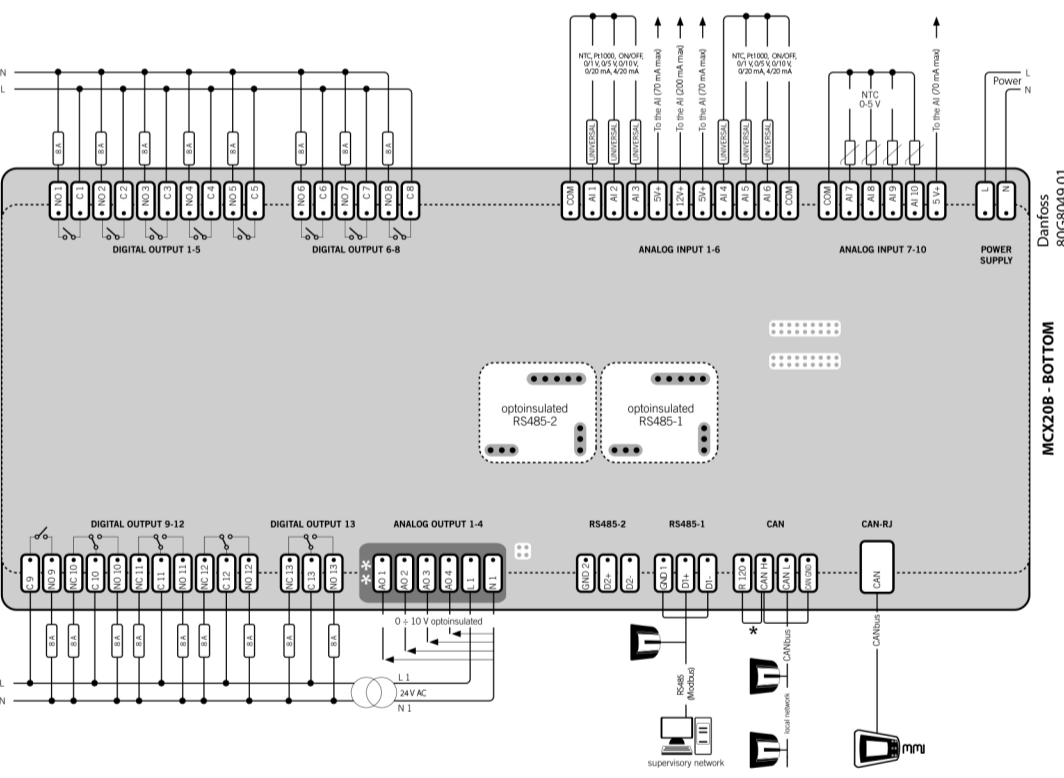 NTC, Pt1000, ON/OFF,
0/1 V, 0/5 V, 0/10 V,
0/20 mA, 4/20 mA
To the AI (70 mA max)
To the AI (200 mA max)
To the AI (70 mA max)
NTC, Pt1000, ON/OFF,
0/1 V, 0/5 V, 0/10 V,
0/20 mA, 4/20 mA
NTC
0-5 V
To the AI (70 mA max)
Power
L
N
N
L
8 A
8 A
8 A
8 A
8 A
8 A
8 A
8 A
UNIVERSAL
UNIVERSAL
UNIVERSAL
UNIVERSAL
UNIVERSAL
UNIVERSAL
NO 1
C 1
NO 2
C 2
NO 3
C 3
NO 4
C 4
NO 5
C 5
NO 6
C 6
NO 7
C 7
NO 8
C 8
COM
AI 1
AI 2
AI 3
5V+
12V+
5V+
AI 4
AI 5
AI 6
COM
COM
AI 7
AI 8
AI 9
AI 10
5 V+
L
N
DIGITAL OUTPUT 1-5
DIGITAL OUTPUT 6-8
ANALOG INPUT 1-6
ANALOG INPUT 7-10
POWER
SUPPLY
Danfoss
80G8049.01
MCX20B - BOTTOM
optoinsulated
RS485-2
optoinsulated
RS485-1
DIGITAL OUTPUT 9-12
DIGITAL OUTPUT 13
ANALOG OUTPUT 1-4
RS485-2
RS485-1
CAN
CAN-RJ
C 9
NO 9
NC 10
C 10
NO 10
NC 11
C 11
NO 11
NC 12
C 12
NO 12
NC 13
C 13
NO 13
**
AO 1
AO 2
AO 3
AO 4
L 1
N 1
GND 2
D2+
D2-
GND 1
D1+
D1-
R 120
CAN H
CAN L
CAN GND
CAN
8 A
8 A
8 A
8 A
8 A
8 A
8 A
8 A
0 ÷ 10 V optoinsulated
*
L
N
L 1
24 V AC
N 1
RS485
(Modbus)
supervisory network
CANbus
local network
CANbus
mmi